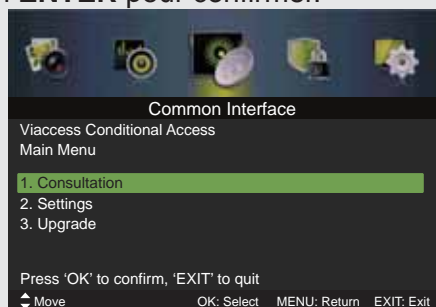 ENTER pour confirmer.
Common Interface
Viaccess Conditional Access
Main Menu
1. Consultation
2. Settings
3. Upgrade
Press ‘OK’ to confirm, ‘EXIT’ to quit
Move OK: Select MENU: Return EXIT: Exit